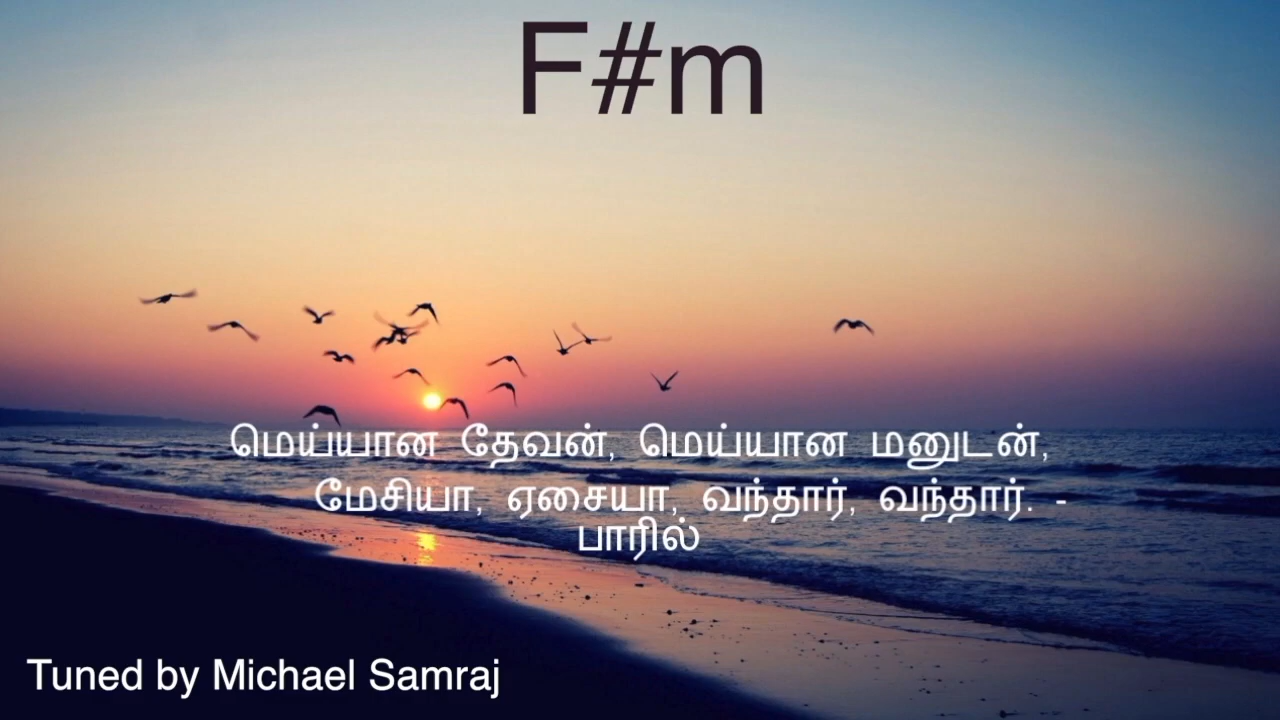 F#m
மெய்யான தேவன், மெய்யான மனுடன்,
மேசியா, ஏசையா, வந்தார், வந்தார். -
பாரில்
Tuned by Michael Samraj